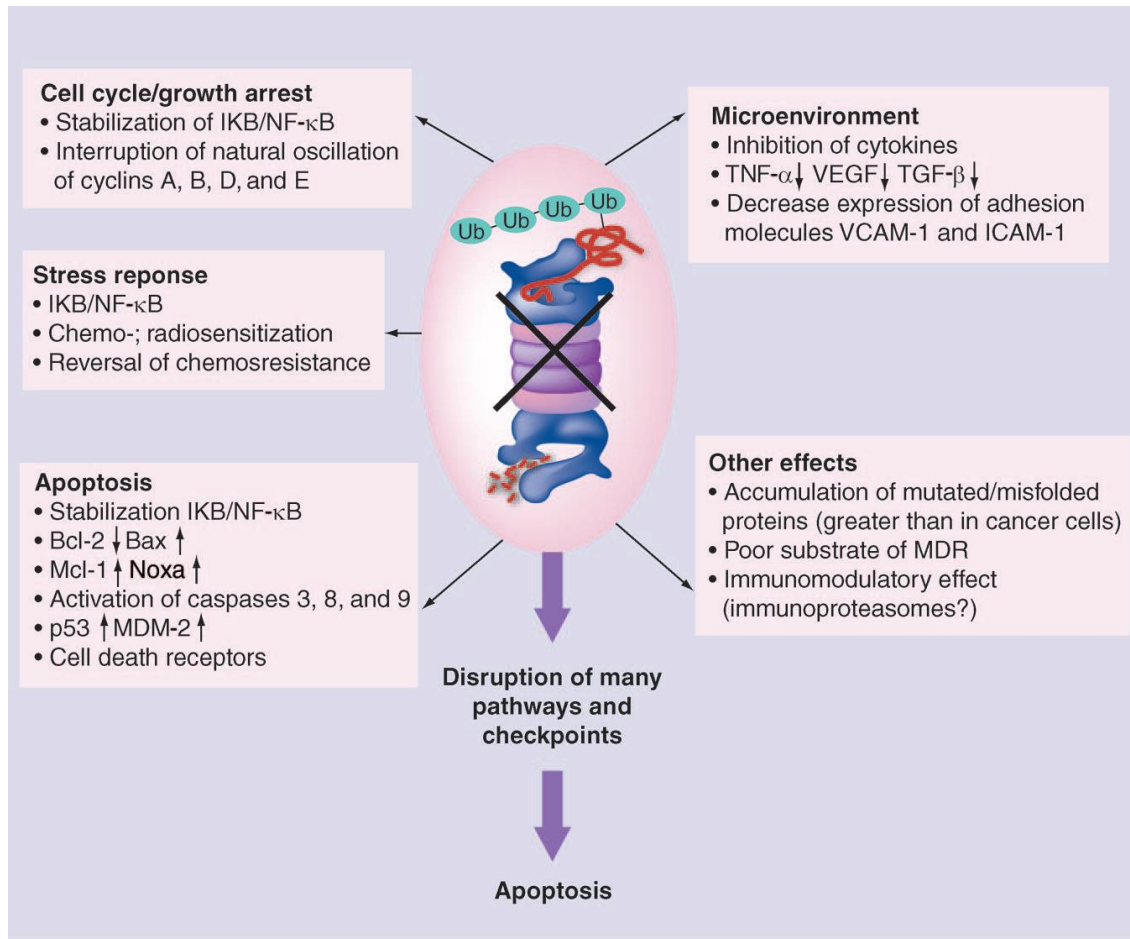 Cell cycle/growth arrest
• Stabilization of IKB/NF-κB
• Interruption of natural oscillation
of cyclins A, B, D, and E
Stress reponse
• IKB/NF-κB
• Chemo-; radiosensitization
• Reversal of chemosresistance
Apoptosis
• Stabilization IKB/NF-κB
• Bcl-2 ↓ Bax ↑
• Mcl-1 ↑ Noxa ↑
• Activation of caspases 3, 8, and 9
• p53 ↑ MDM-2 ↑
• Cell death receptors
Ub Ub Ub Ub
Microenvironment
• Inhibition of cytokines
• TNF-α↓ VEGF↓ TGF-β↓
• Decrease expression of adhesion
molecules VCAM-1 and ICAM-1
Other effects
• Accumulation of mutated/misfolded
proteins (greater than in cancer cells)
• Poor substrate of MDR
• Immunomodulatory effect
(immunoproteasomes?)
Disruption of many
pathways and
checkpoints
Apoptosis